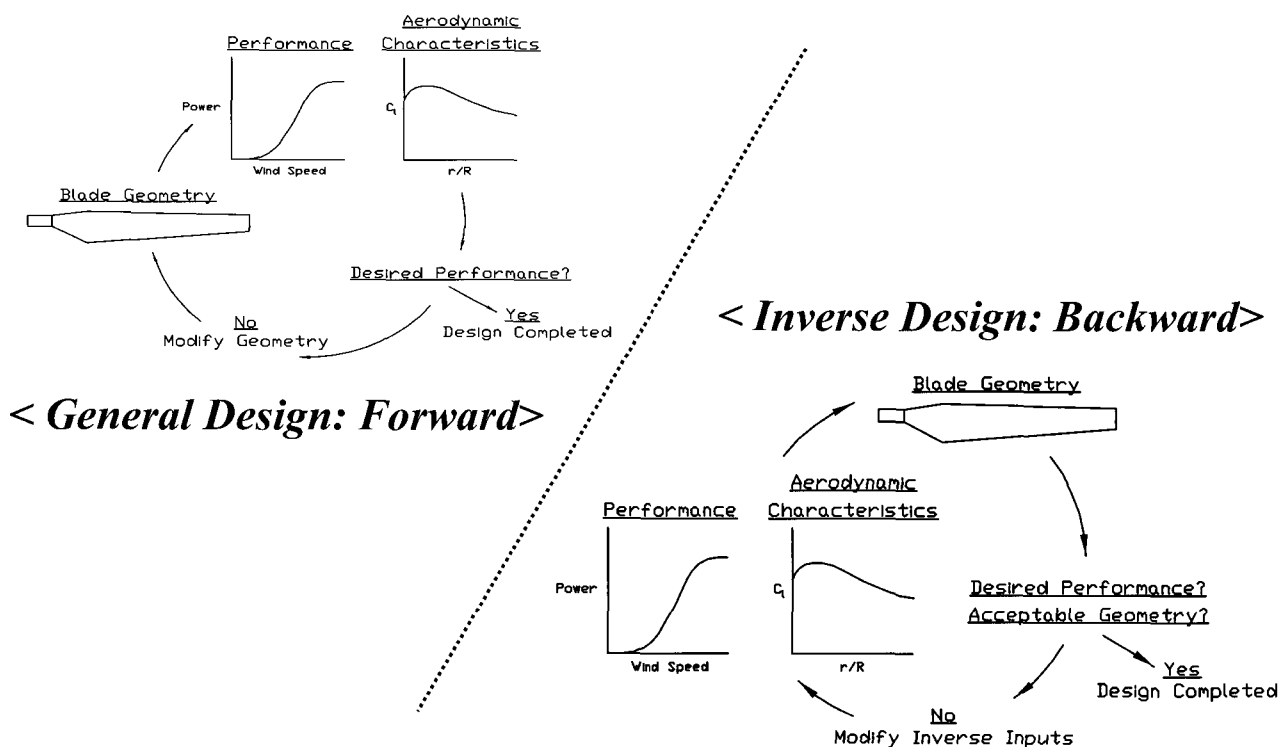 Aerodynamic
Performance Characteristics
Power
Wind Speed
C_l
r/R
Blade Geometry
Desired Performance?
Yes
Design Completed
No
Modify Geometry
< General Design: Forward>
< Inverse Design: Backward>
Blade Geometry
Aerodynamic
Performance Characteristics
Power
Wind Speed
C_l
r/R
Desired Performance?
Acceptable Geometry?
Yes
Design Completed
No
Modify Inverse Inputs